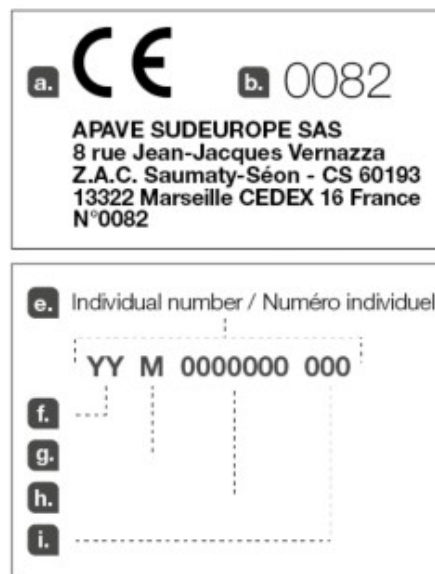 a. CE b. 0082
APAVE SUDEUROPE SAS
8 rue Jean-Jacques Vernazza
Z.A.C. Saumaty-Séon - CS 60193
13322 Marseille CEDEX 16 France
N°0082
e. Individual number / Numéro individuel
YY M 0000000 000
f.
g.
h.
i.